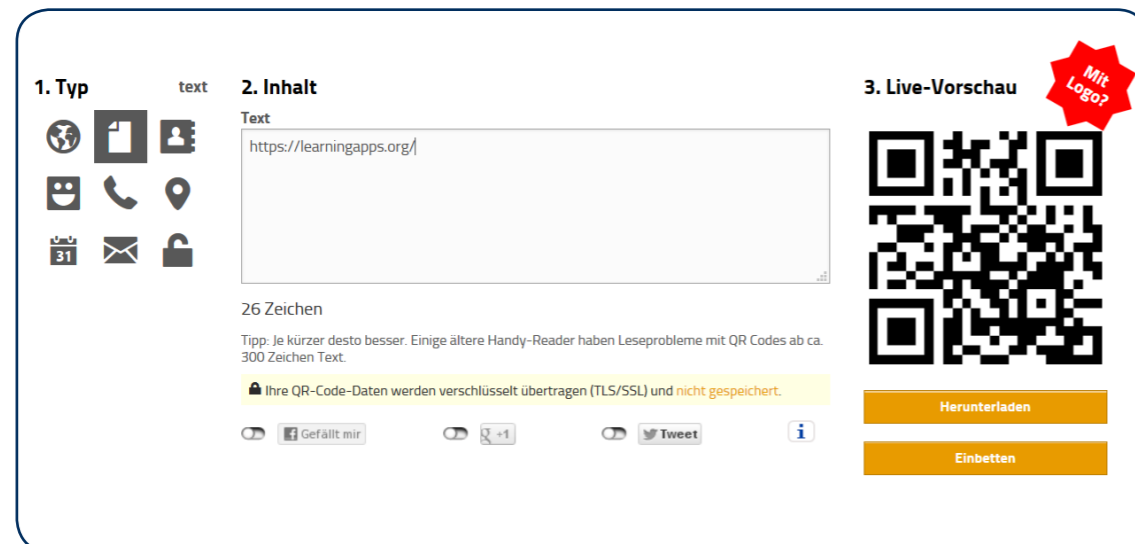 1. Typ
text
31
2. Inhalt
Text
https://learningapps.org/
26 Zeichen
Tipp: Je kürzer desto besser. Einige ältere Handy-Reader haben Leseprobleme mit QR Codes ab ca.
300 Zeichen Text.
Ihre QR-Code-Daten werden verschlüsselt übertragen (TLS/SSL) und nicht gespeichert.
f Gefällt mir
g +1
Tweet
i
3. Live-Vorschau
Mit
Logo?
Herunterladen
Einbetten